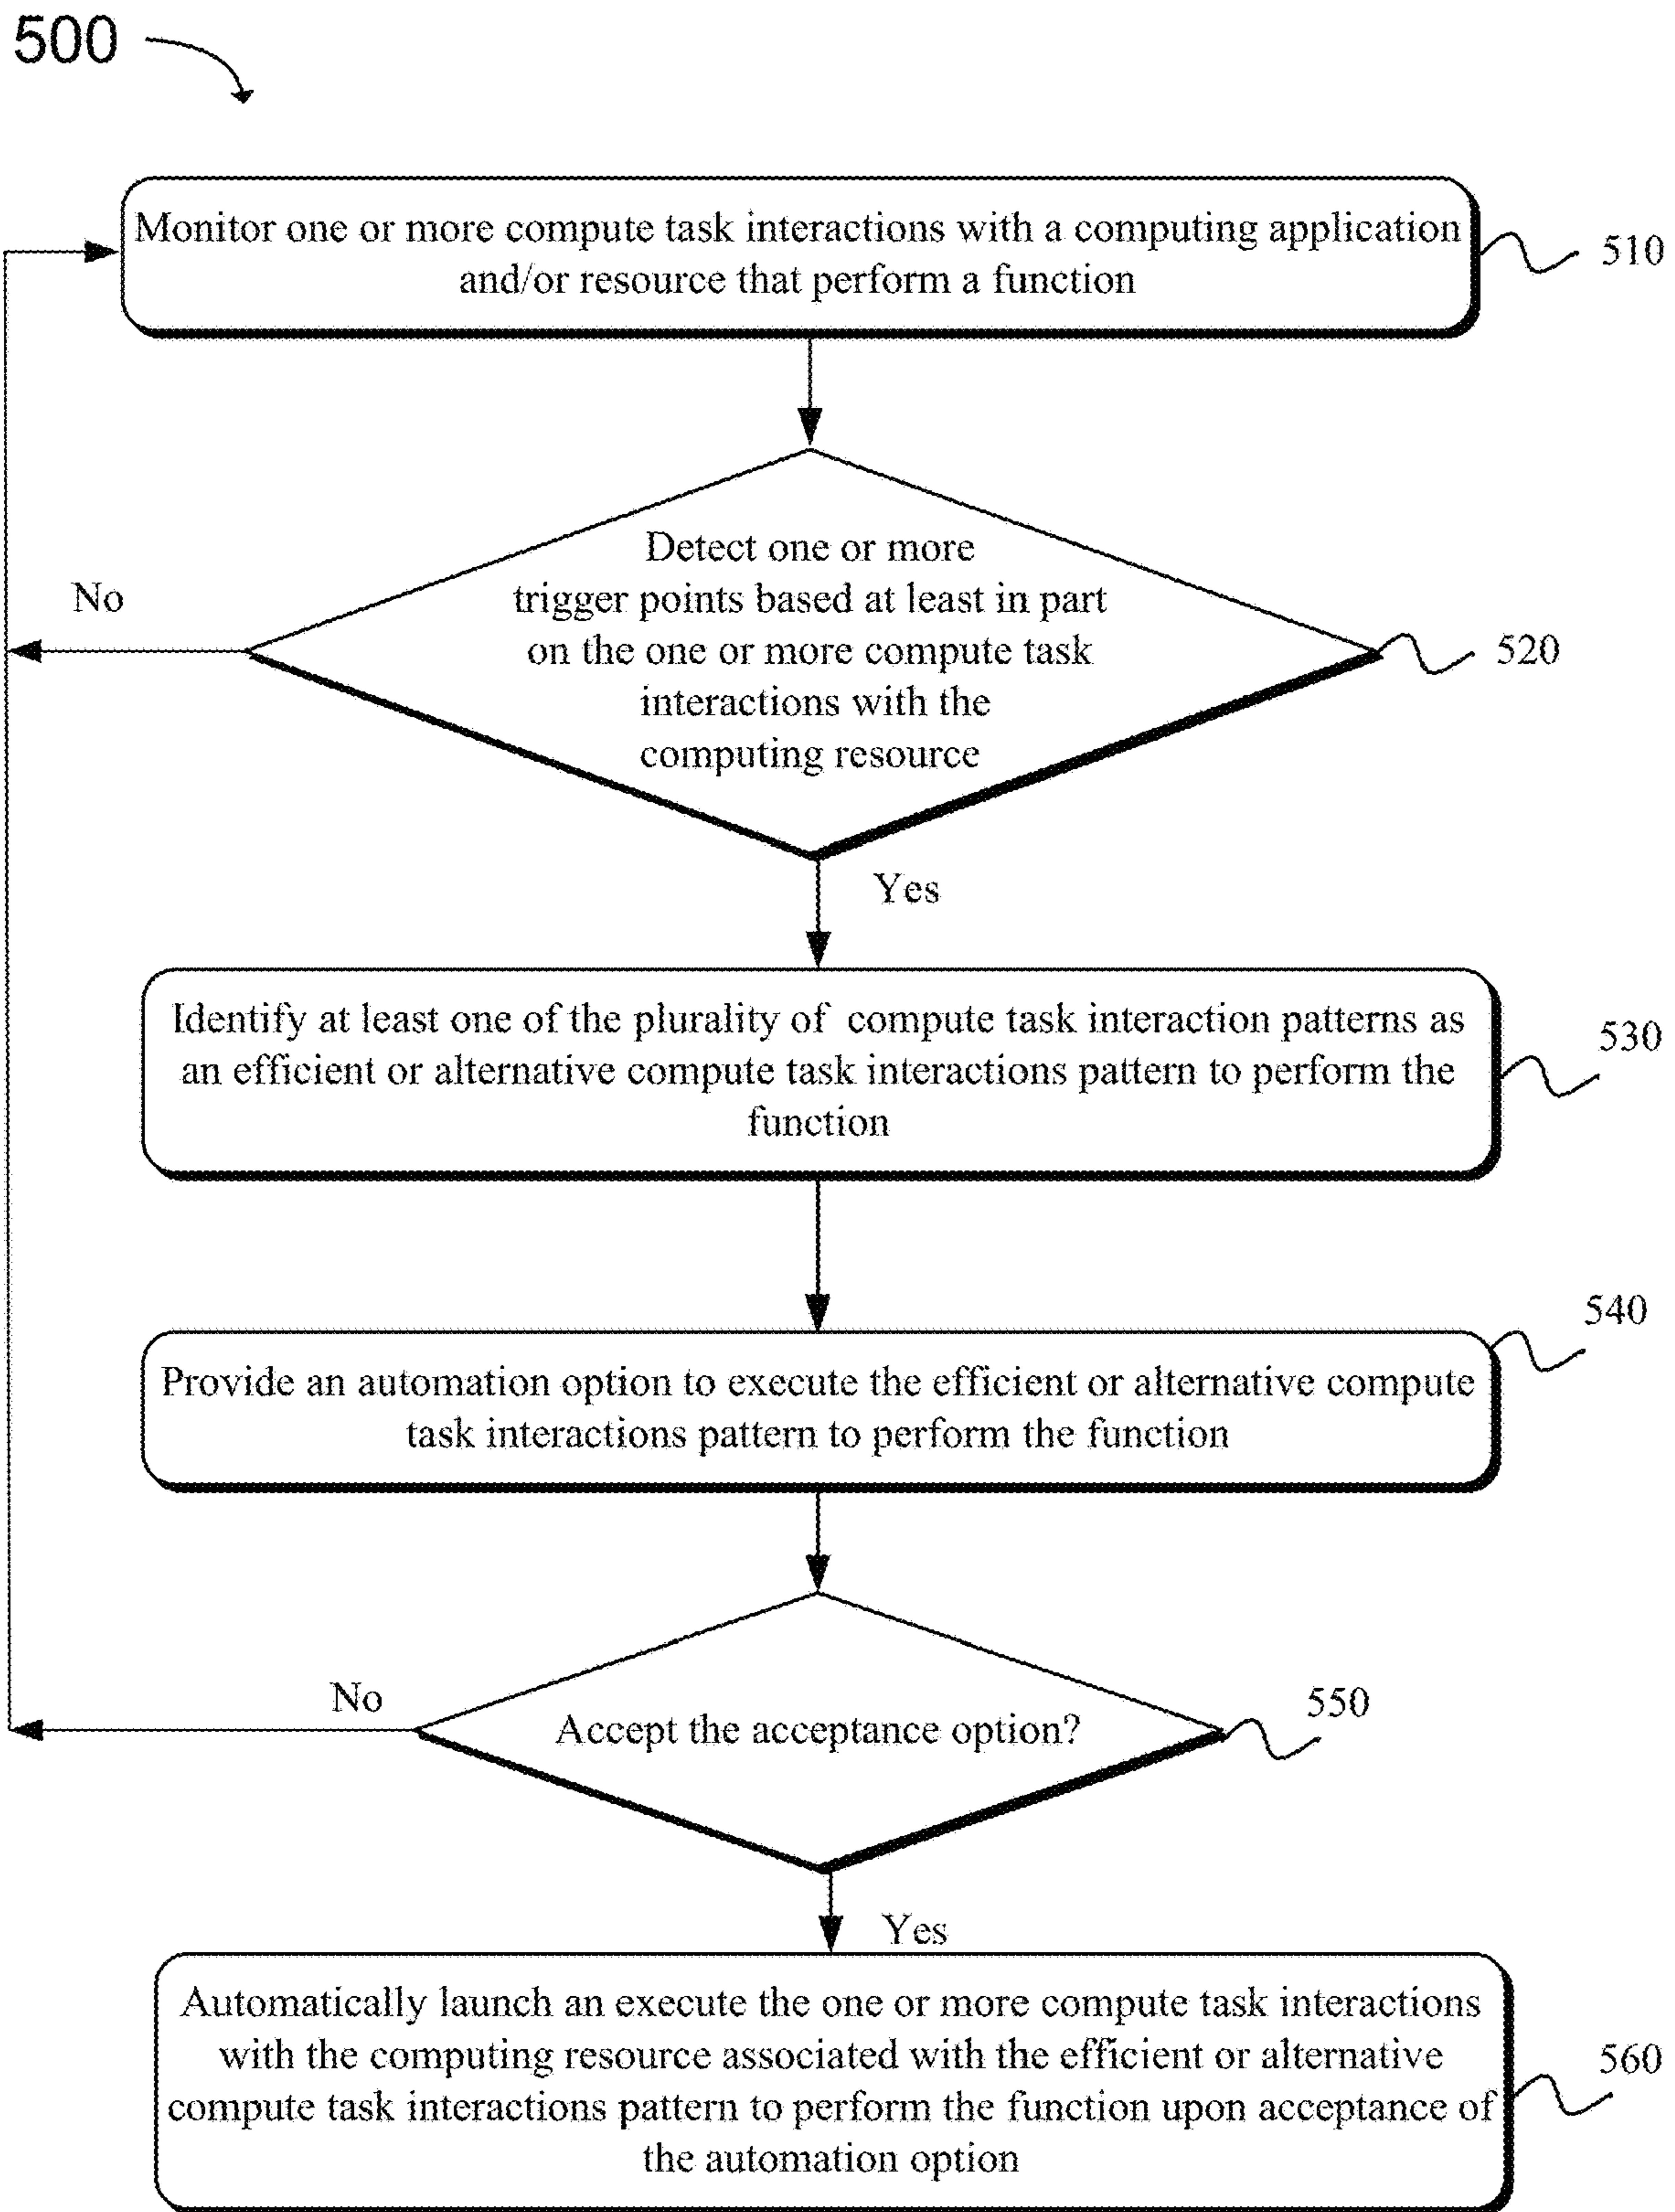 500
Monitor one or more compute task interactions with a computing application
and/or resource that perform a function
510
Detect one or more
trigger points based at least in part
on the one or more compute task
interactions with the
computing resource
520
No
Yes
Identify at least one of the plurality of compute task interaction patterns as
an efficient or alternative compute task interactions pattern to perform the
function
530
Provide an automation option to execute the efficient or alternative compute
task interactions pattern to perform the function
540
Accept the acceptance option?
550
No
Yes
Automatically launch an execute the one or more compute task interactions
with the computing resource associated with the efficient or alternative
compute task interactions pattern to perform the function upon acceptance of
the automation option
560